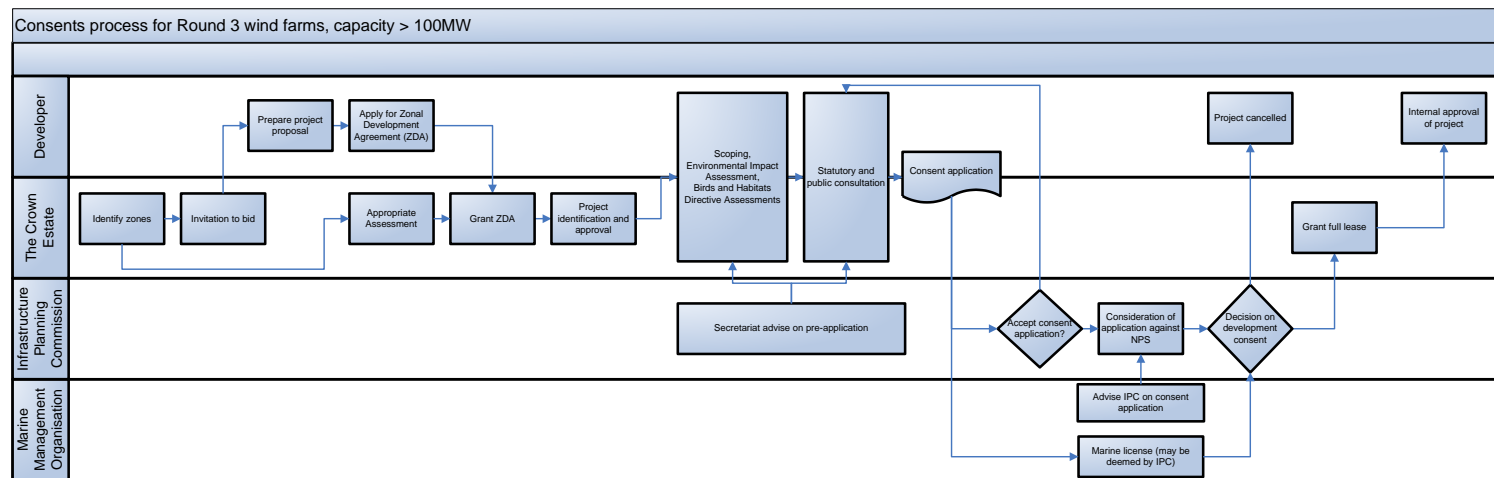 Consents process for Round 3 wind farms, capacity > 100MW
Developer
Prepare project
proposal
Apply for Zonal
Development
Agreement (ZDA)
Scoping,
Environmental Impact
Assessment,
Birds and Habitats
Directive Assessments
Statutory and
public consultation
Consent application
Project cancelled
Internal approval
of project
The Crown
Estate
Identify zones
Invitation to bid
Appropriate
Assessment
Grant ZDA
Project
identification and
approval
Grant full lease
Infrastructure
Planning
Commission
Secretariat advise on pre-application
Accept consent
application?
Consideration of
application against
NPS
Decision on
development
consent
Marine
Management
Organisation
Advise IPC on consent
application
Marine license (may be
deemed by IPC)